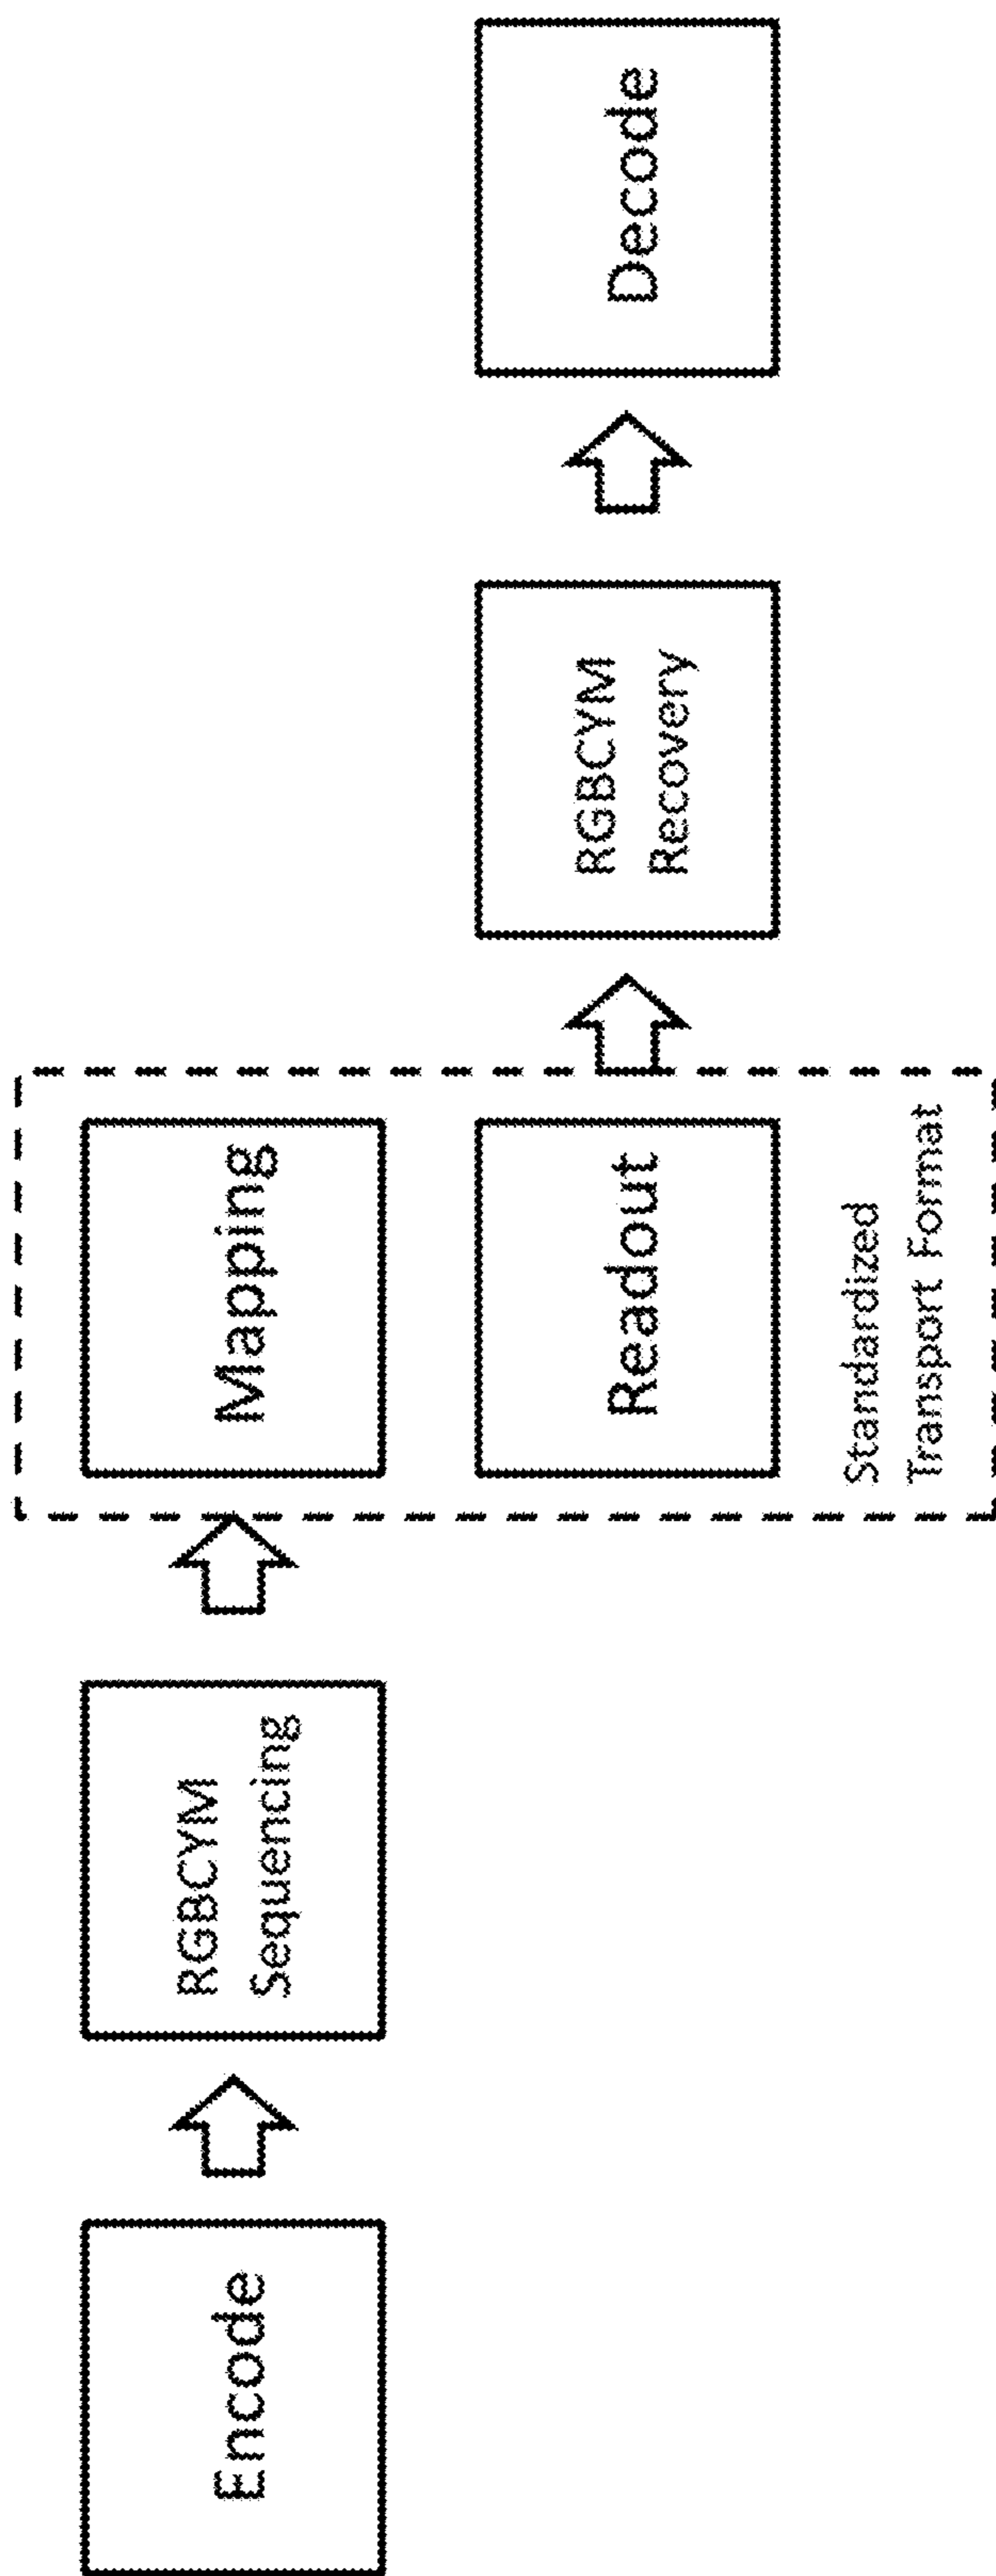 Encode
RGBCYM
Sequencing
Mapping
Readout
Standardized
Transport Format
RGBCYM
Recovery
Decode